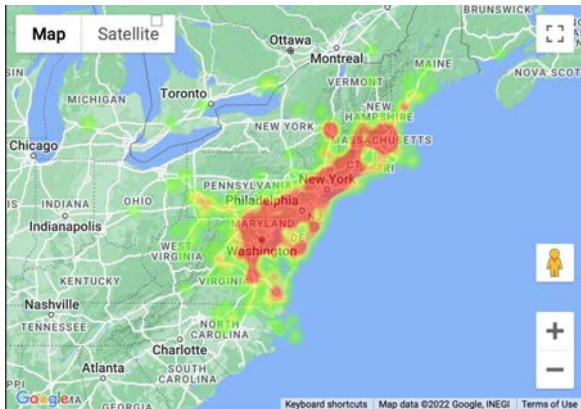 Map Satellite
Ottawa
Montreal
BRUNSWICK
MAINE
NOVA SCOT
VERMONT
MICHIGAN
Toronto
NEW
HAMPSHIRE
NEW YORK
MASSACHUSETTS
Chicago
CT RI
PENNSYLVANIA
New York
OHIO
Philadelphia
INDIANA
Indianapolis
MARYLAND
NJ
DE
WEST
VIRGINIA
Washington
KENTUCKY
VIRGINIA
Nashville
TENNESSEE
NORTH
CAROLINA
Charlotte
SOUTH
CAROLINA
Atlanta
GEORGIA
Google
Keyboard shortcuts Map data ©2022 Google, INEGI Terms of Use